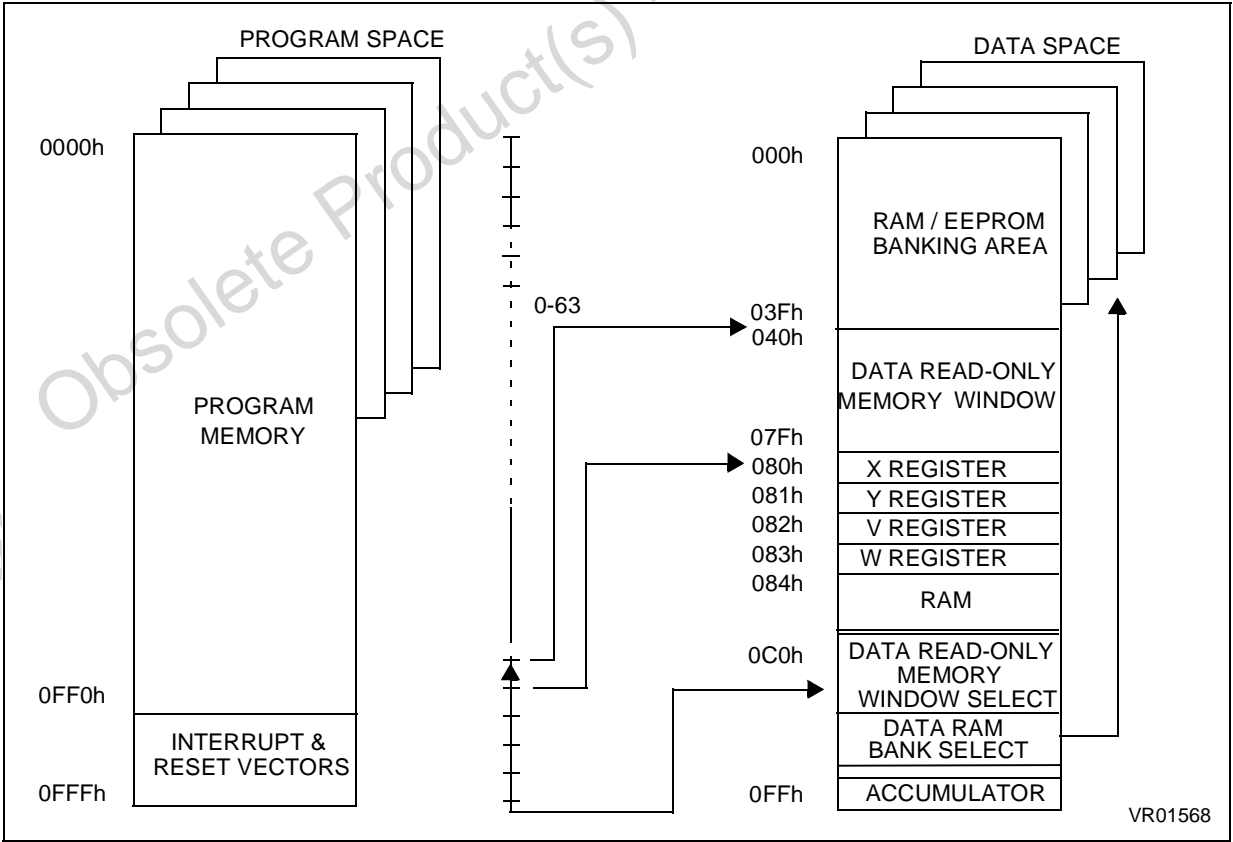 Obsolete Product(s)
PROGRAM SPACE
0000h
PROGRAM
MEMORY
0FF0h
INTERRUPT &
RESET VECTORS
0FFFh
0-63
DATA SPACE
000h
RAM / EEPROM
BANKING AREA
03Fh
040h
DATA READ-ONLY
MEMORY WINDOW
07Fh
080h
X REGISTER
081h
Y REGISTER
082h
V REGISTER
083h
W REGISTER
084h
RAM
0C0h
DATA READ-ONLY
MEMORY
WINDOW SELECT
DATA RAM
BANK SELECT
0FFh
ACCUMULATOR
VR01568